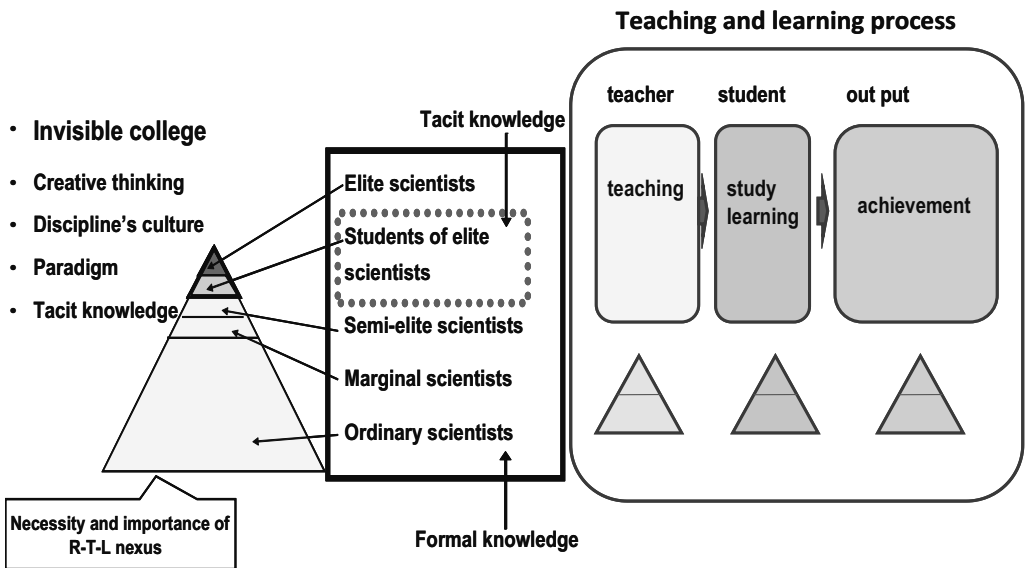 Teaching and learning process
teacher
student
out put
teaching
study
learning
achievement
• Invisible college
• Creative thinking
• Discipline's culture
• Paradigm
• Tacit knowledge
Tacit knowledge
Elite scientists
Students of elite
scientists
Semi-elite scientists
Marginal scientists
Ordinary scientists
Formal knowledge
Necessity and importance of
R-T-L nexus